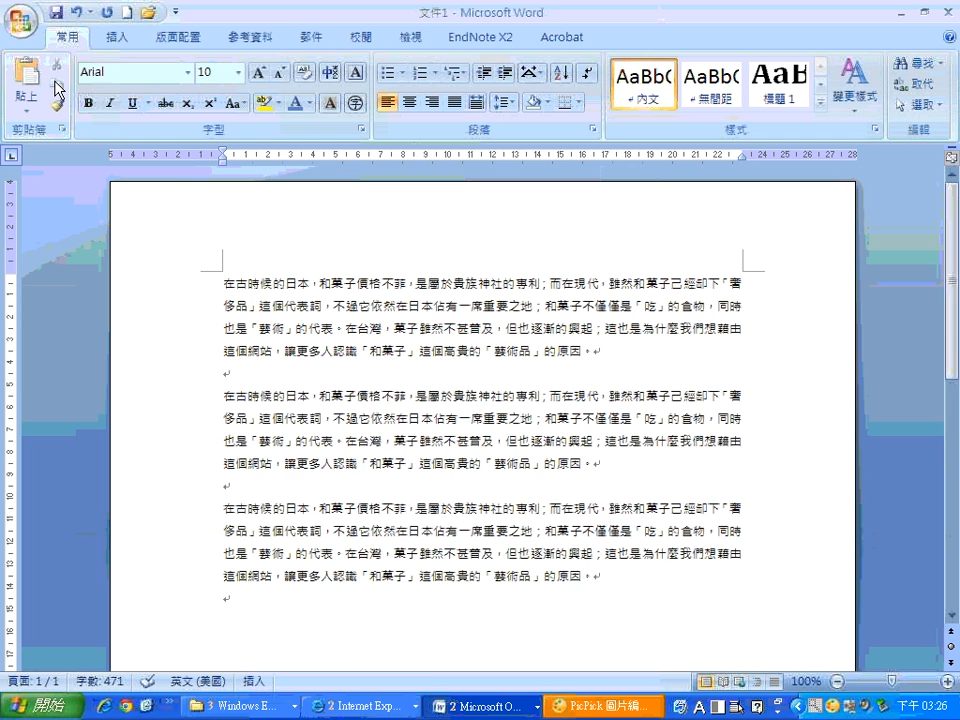 文件1 - Microsoft Word
常用 插入 版面配置 參考資料 郵件 校閱 檢視 EndNote X2 Acrobat
貼上
Arial 10
AaBbC AaBbC AaBb
內文 無間距 標題 1
變更樣式
尋找
取代
選取
剪貼簿 字型 段落 樣式 編輯
在古時候的日本，和菓子價格不菲，是屬於貴族神社的專利；而在現代，雖然和菓子已經卸下「奢
侈品」這個代表詞，不過它依然在日本佔有一席重要之地；和菓子不僅僅是「吃」的食物，同時
也是「藝術」的代表。在台灣，菓子雖然不甚普及，但也逐漸的興起；這也是為什麼我們想藉由
這個網站，讓更多人認識「和菓子」這個高貴的「藝術品」的原因。
在古時候的日本，和菓子價格不菲，是屬於貴族神社的專利；而在現代，雖然和菓子已經卸下「奢
侈品」這個代表詞，不過它依然在日本佔有一席重要之地；和菓子不僅僅是「吃」的食物，同時
也是「藝術」的代表。在台灣，菓子雖然不甚普及，但也逐漸的興起；這也是為什麼我們想藉由
這個網站，讓更多人認識「和菓子」這個高貴的「藝術品」的原因。
在古時候的日本，和菓子價格不菲，是屬於貴族神社的專利；而在現代，雖然和菓子已經卸下「奢
侈品」這個代表詞，不過它依然在日本佔有一席重要之地；和菓子不僅僅是「吃」的食物，同時
也是「藝術」的代表。在台灣，菓子雖然不甚普及，但也逐漸的興起；這也是為什麼我們想藉由
這個網站，讓更多人認識「和菓子」這個高貴的「藝術品」的原因。
頁面: 1 / 1 字數: 471 英文 (美國) 插入 100%
開始 3 Windows E... 2 Internet Exp... 2 Microsoft O... PicPick 圖片編... 下午 03:26